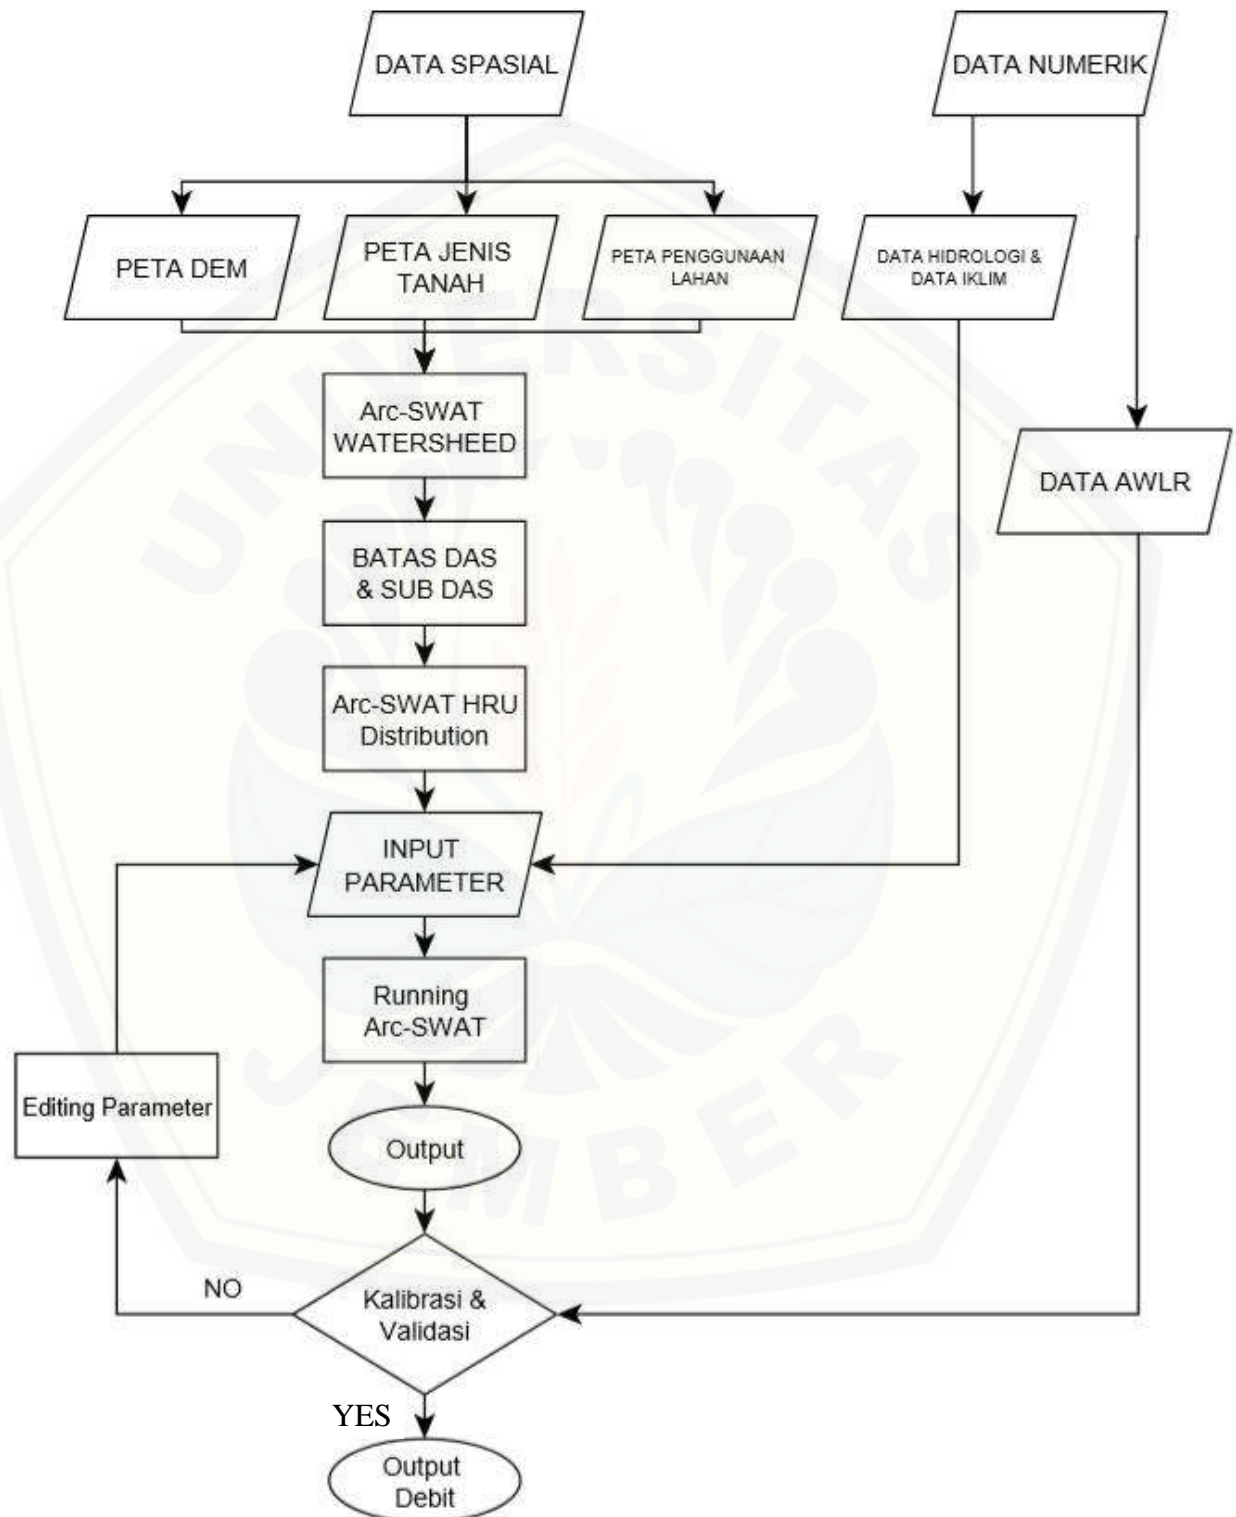 DATA SPASIAL
DATA NUMERIK
PETA DEM
PETA JENIS
TANAH
PETA PENGGUNAAN
LAHAN
DATA HIDROLOGI &
DATA IKLIM
Arc-SWAT
WATERSHEED
DATA AWLR
BATAS DAS
& SUB DAS
Arc-SWAT HRU
Distribution
INPUT
PARAMETER
Running
Arc-SWAT
Editing Parameter
Output
NO
Kalibrasi &
Validasi
YES
Output
Debit
UNIVERSITAS
JEMBER